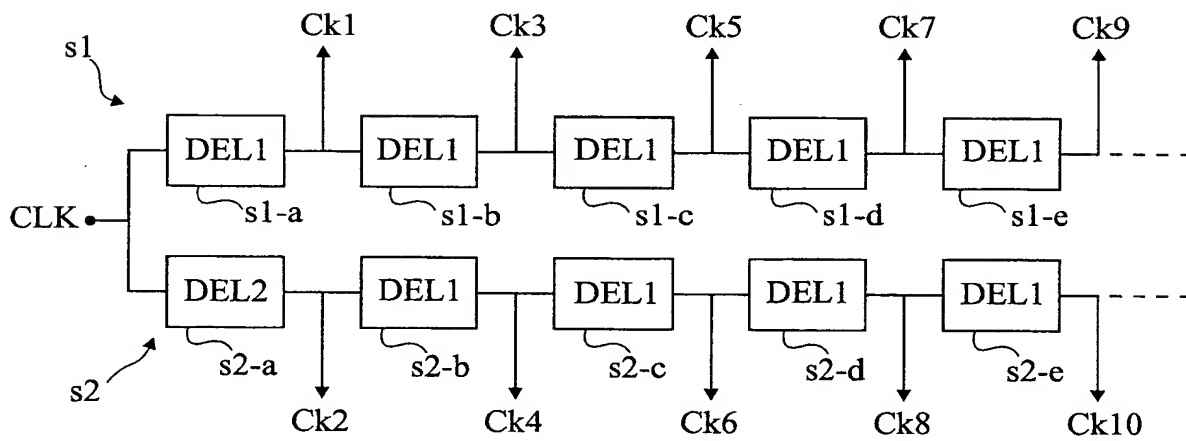 Ck1 Ck3 Ck5 Ck7 Ck9
s1
DEL1 DEL1 DEL1 DEL1 DEL1
s1-a s1-b s1-c s1-d s1-e
CLK
DEL2 DEL1 DEL1 DEL1 DEL1
s2-a s2-b s2-c s2-d s2-e
s2
Ck2 Ck4 Ck6 Ck8 Ck10